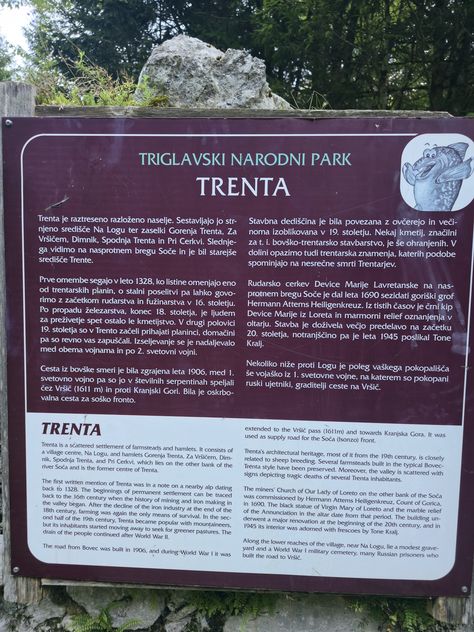 TRIGLAVSKI NARODNI PARK
TRENTA
Trenta je raztreseno razloženo naselje. Sestavljajo jo str-
njeno središče Na Logu ter zaselki Gorenja Trenta, Za
Vršičem, Dimnik, Spodnja Trenta in Pri Cerkvi. Slednje-
ga vidimo na nasprotnem bregu Soče in je bil starejše
središče Trente.
Prve omembe segajo v leto 1328, ko listine omenjajo eno
od trentarskih planin, o stalni poselitvi pa lahko govo-
rimo z začetkom rudarstva in fužinarstva v 16. stoletju.
Po propadu železarstva, konec 18. stoletja, je ljudem
za preživetje spet ostalo le kmetijstvo. V drugi polovici
19. stoletja so v Trento začeli prihajati planinci, domačini
pa so revno vas zapuščali. Izseljevanje se je nadaljevalo
med obema vojnama in po 2. svetovni vojni.
Cesta iz bovške smeri je bila zgrajena leta 1906, med 1.
svetovno vojno pa so jo v številnih serpentinah speljali
čez Vršič (1611 m) in proti Kranjski Gori. Bila je oskrbo-
valna cesta za soško fronto.
Stavbna dediščina je bila povezana z ovčerejo in večí-
noma izoblikovana v 19. stoletju. Nekaj kmetij, značilni
za t. i. bovško-trentarsko stavbarstvo, je še ohranjenih. V
dolini opazimo tudi trentarska znamenja, katerih podobe
spominjajo na nesrečne smrti Trentarjev.
Rudarsko cerkev Device Marije Lavretanske na nas-
protnem bregu Soče je dal leta 1690 sezidati goriški grof
Hermann Attems Heiligenkreuz. Iz tistih časov je črni kip
Device Marije iz Loreta in marmorni relief oznanjenja v
oltarju. Stavba je doživela večjo predelavo na začetku
20. stoletja, notranjščino pa je leta 1945 poslikal Tone
Kralj.
Nekoliko niže proti Logu je poleg vaškega pokopališča
še vojaško iz 1. svetovne vojne, na katerem so pokopani
ruski ujetniki, graditelji ceste na Vršič.
TRENTA
Trenta is a scattered settlement of farmsteads and hamlets. It consists of
a village centre, Na Logu, and hamlets Gorenja Trenta, Za Vršičem, Dim-
nik, Spodnja Trenta, and Pri Cerkvi, which lies on the other bank of the
river Soča and is the former centre of Trenta.
The first written mention of Trenta was in a note on a nearby alp dating
back to 1328. The beginnings of permanent settlement can be traced
back to the 16th century when the history of mining and iron making in
the valley began. After the decline of the iron industry at the end of the
18th century, farming was again the only means of survival. In the sec-
ond half of the 19th century, Trenta became popular with mountaineers,
but its inhabitants started moving away to seek for greener pastures. The
drain of the people continued after World War II.
The road from Bovec was built in 1906, and during World War I it was
extended to the Vršič pass (1611m) and towards Kranjska Gora. It was
used as supply road for the Soča (Isonzo) Front.
Trenta's architectural heritage, most of it from the 19th century, is closely
related to sheep breeding. Several farmsteads built in the typical Bovec-
Trenta style have been preserved. Moreover, the valley is scattered with
signs depicting tragic deaths of several Trenta inhabitants.
The miners' Church of Our Lady of Loreto on the other bank of the Soča
was commissioned by Hermann Attems Heiligenkreuz, Count of Gorica,
in 1690. The black statue of Virgin Mary of Loreto and the marble relief
of the Annunciation in the altar date from that period. The building un-
derwent a major renovation at the beginning of the 20th century, and in
1945 its interior was adorned with frescoes by Tone Kralj.
Along the lower reaches of the village, near Na Logu, lie a modest grave-
yard and a World War I military cemetery, many Russian prisoners who
built the road to Vršič.